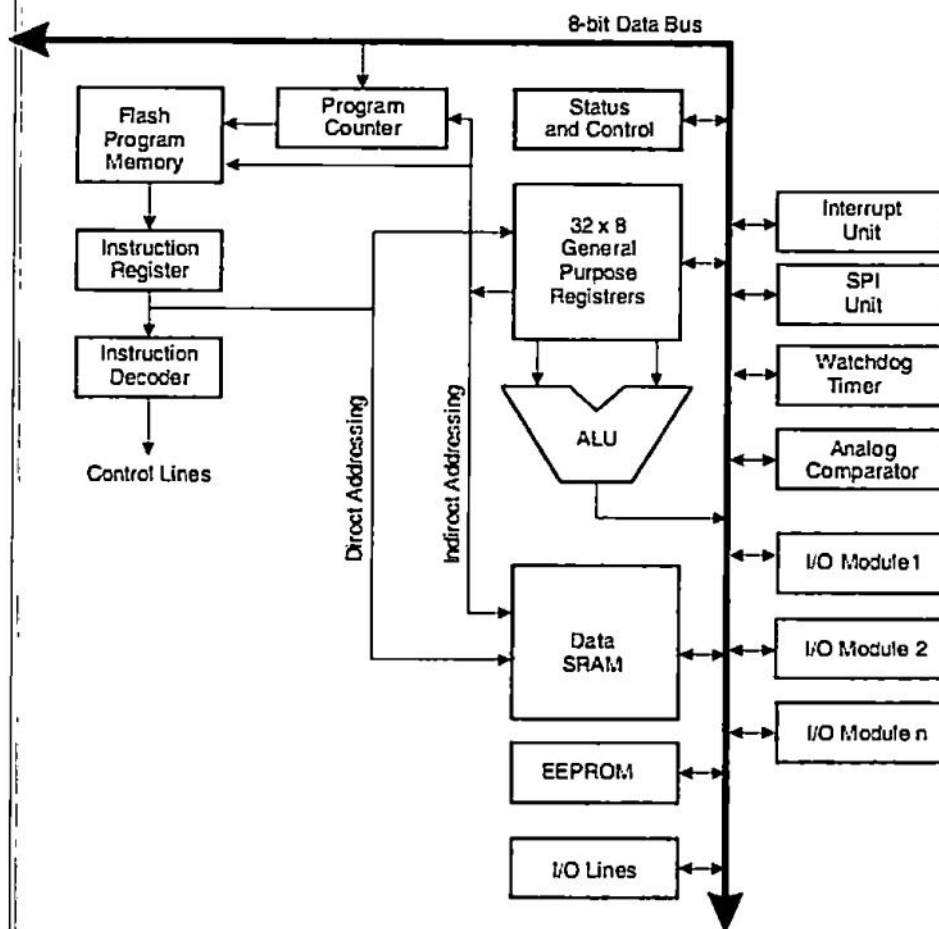 8-bit Data Bus
Flash
Program
Memory
Program
Counter
Status
and Control
Instruction
Register
32 x 8
General
Purpose
Registrers
Interrupt
Unit
SPI
Unit
Instruction
Decoder
Watchdog
Timer
ALU
Analog
Comparator
Control Lines
Direct Addressing
Indirect Addressing
I/O Module1
Data
SRAM
I/O Module 2
I/O Module n
EEPROM
I/O Lines